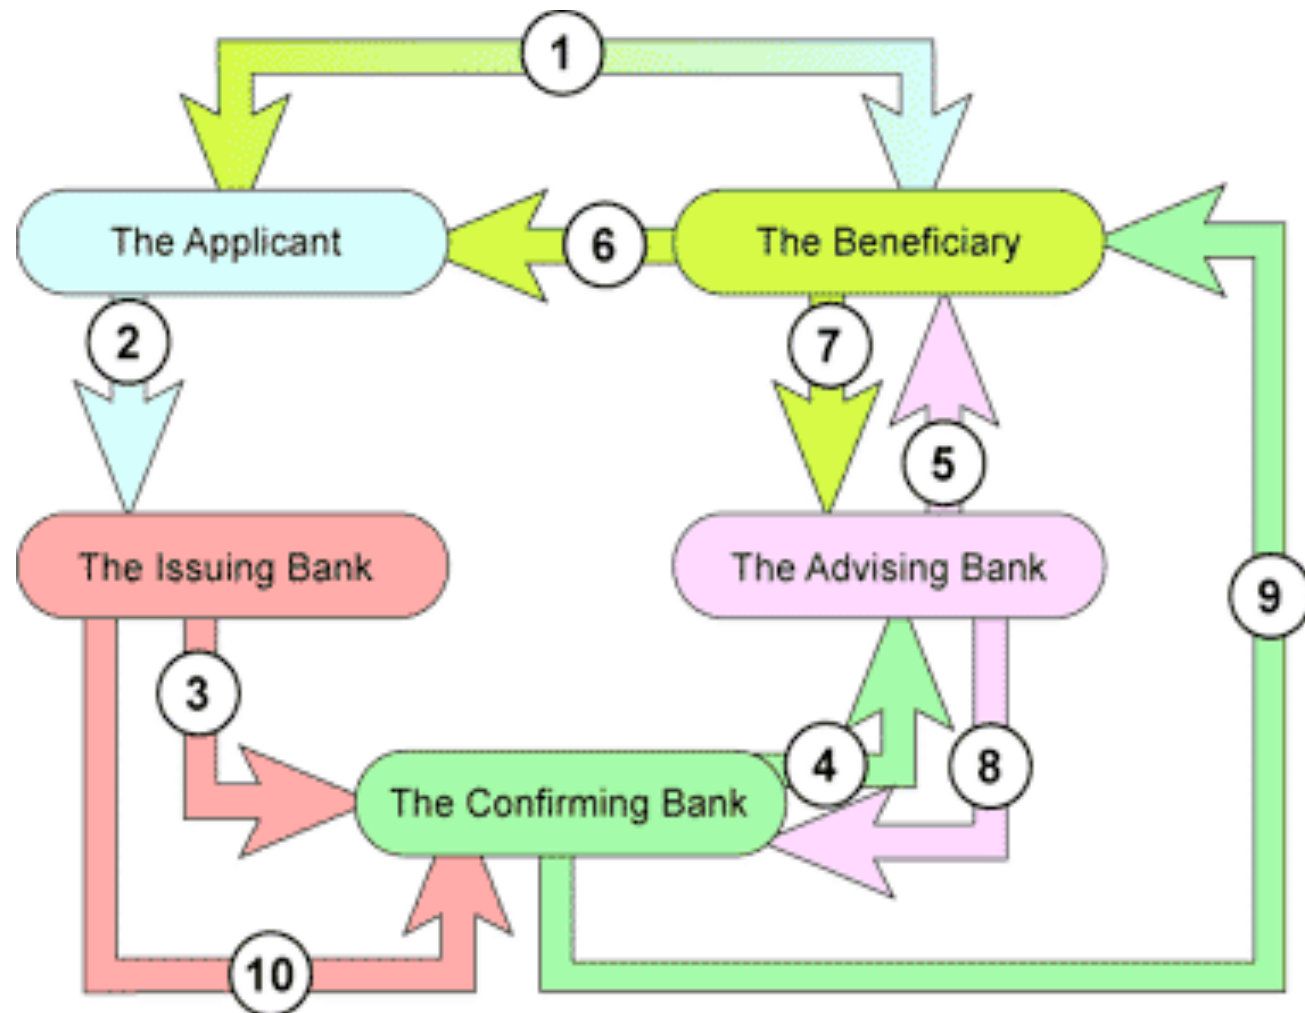 1
The Applicant
6
The Beneficiary
2
7
5
The Issuing Bank
The Advising Bank
9
3
4
8
The Confirming Bank
10